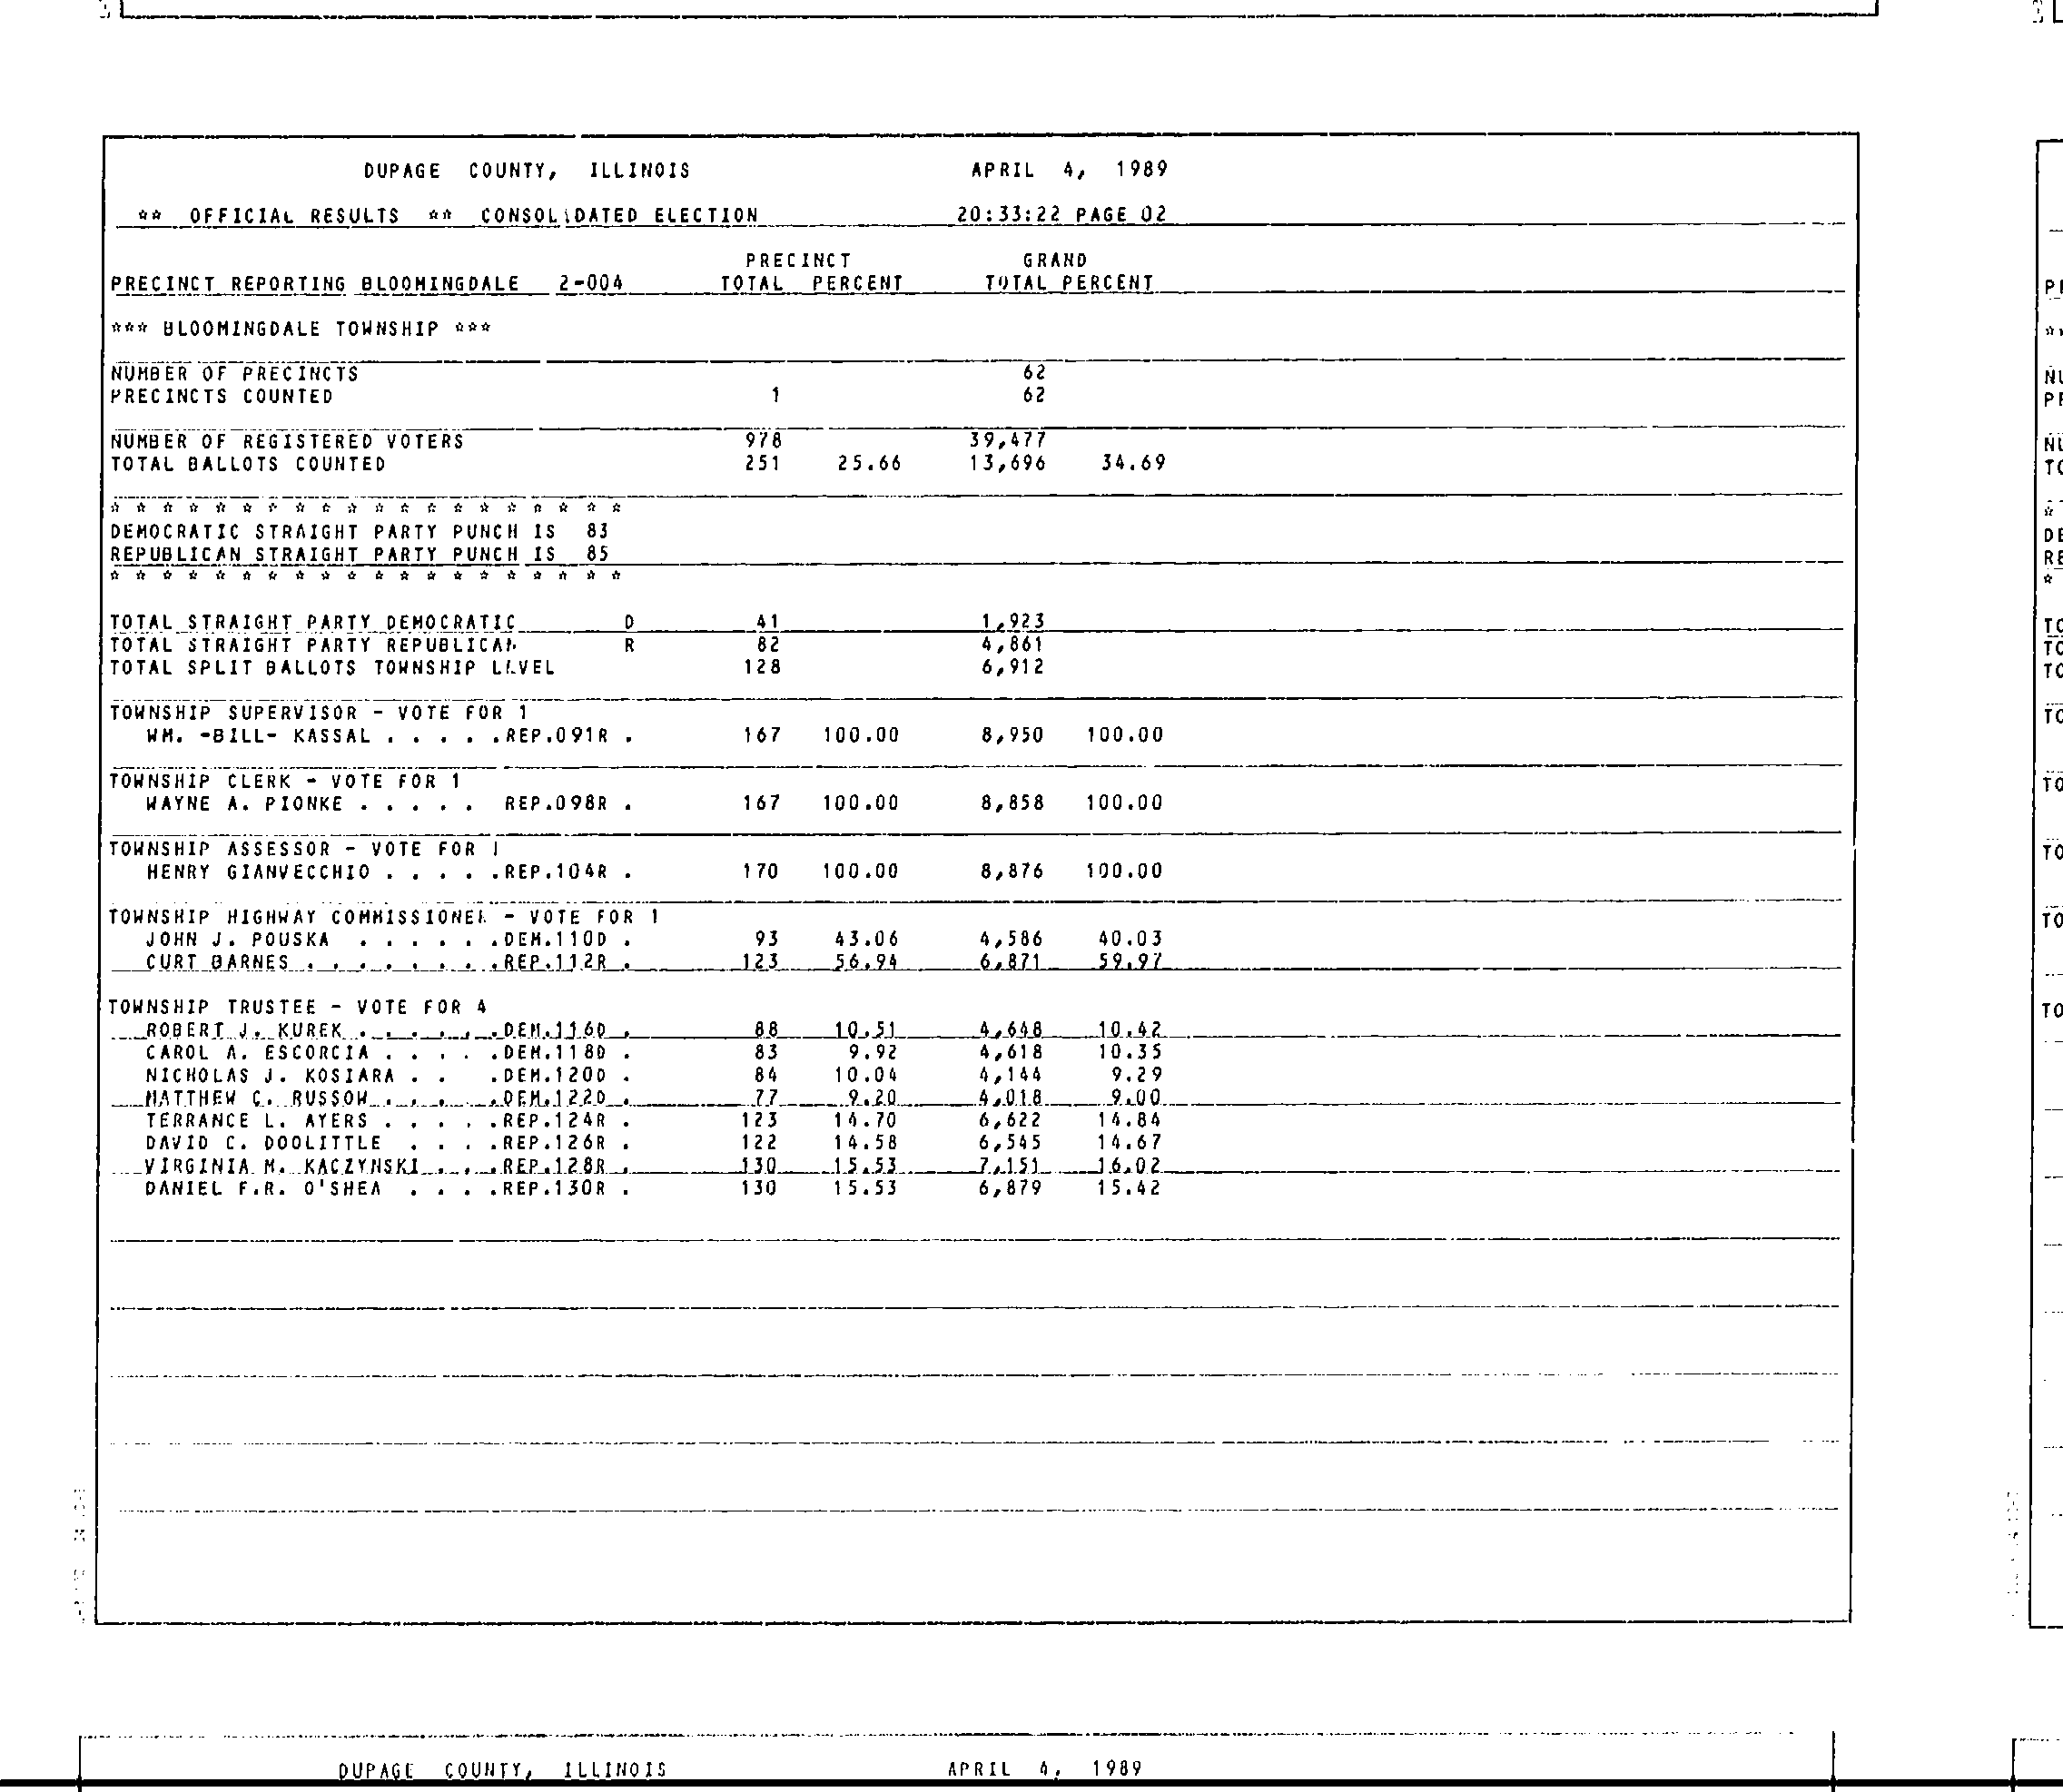 DUPAGE COUNTY, ILLINOIS APRIL 4, 1989
** OFFICIAL RESULTS ** CONSOLIDATED ELECTION 20:33:22 PAGE 02
PRECINCT GRAND
PRECINCT REPORTING BLOOMINGDALE 2-004 TOTAL PERCENT TOTAL PERCENT
*** BLOOMINGDALE TOWNSHIP ***
NUMBER OF PRECINCTS 62
PRECINCTS COUNTED 1 62
NUMBER OF REGISTERED VOTERS 978 39,477
TOTAL BALLOTS COUNTED 251 25.66 13,696 34.69
* * * * * * * * * * * * * * * * * * * *
DEMOCRATIC STRAIGHT PARTY PUNCH IS 83
REPUBLICAN STRAIGHT PARTY PUNCH IS 85
* * * * * * * * * * * * * * * * * * * *
TOTAL STRAIGHT PARTY DEMOCRATIC D 41 1,923
TOTAL STRAIGHT PARTY REPUBLICAN R 82 4,861
TOTAL SPLIT BALLOTS TOWNSHIP LEVEL 128 6,912
TOWNSHIP SUPERVISOR - VOTE FOR 1
WM. -BILL- KASSAL . . . . .REP.091R . 167 100.00 8,950 100.00
TOWNSHIP CLERK - VOTE FOR 1
WAYNE A. PIONKE . . . . . REP.098R . 167 100.00 8,858 100.00
TOWNSHIP ASSESSOR - VOTE FOR 1
HENRY GIANVECCHIO . . . . .REP.104R . 170 100.00 8,876 100.00
TOWNSHIP HIGHWAY COMMISSIONER - VOTE FOR 1
JOHN J. POUSKA . . . . . .DEM.110D . 93 43.06 4,586 40.03
CURT BARNES . . . . . . . .REP.112R . 123 56.94 6,871 59.97
TOWNSHIP TRUSTEE - VOTE FOR 4
ROBERT J. KUREK . . . . . .DEM.116D . 88 10.51 4,648 10.42
CAROL A. ESCORCIA . . . . .DEM.118D . 83 9.92 4,618 10.35
NICHOLAS J. KOSIARA . . .DEM.120D . 84 10.04 4,144 9.29
MATTHEW C. RUSSOW . . . . .DEM.122D . 77 9.20 4,018 9.00
TERRANCE L. AYERS . . . . .REP.124R . 123 14.70 6,622 14.84
DAVID C. DOOLITTLE . . . .REP.126R . 122 14.58 6,545 14.67
VIRGINIA M. KACZYNSKI . . .REP.128R . 130 15.53 7,151 16.02
DANIEL F.R. O'SHEA . . . .REP.130R . 130 15.53 6,879 15.42
DUPAGE COUNTY, ILLINOIS APRIL 4, 1989